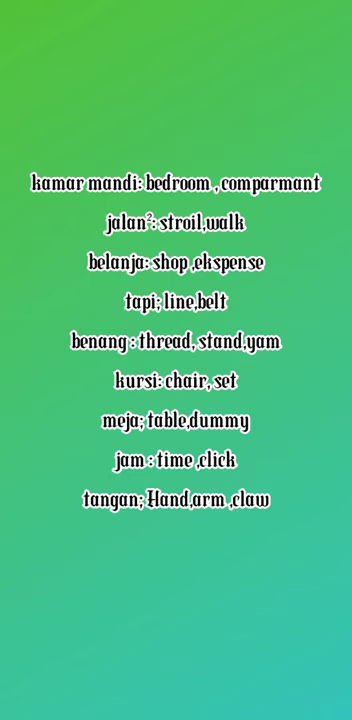 kamar mandi: bedroom , comparmant
jalan²: stroil,walk
belanja: shop ,ekspense
tapi; line,belt
benang : thread, stand,yam
kursi: chair, set
meja; table,dummy
jam : time ,click
tangan; Hand,arm ,claw